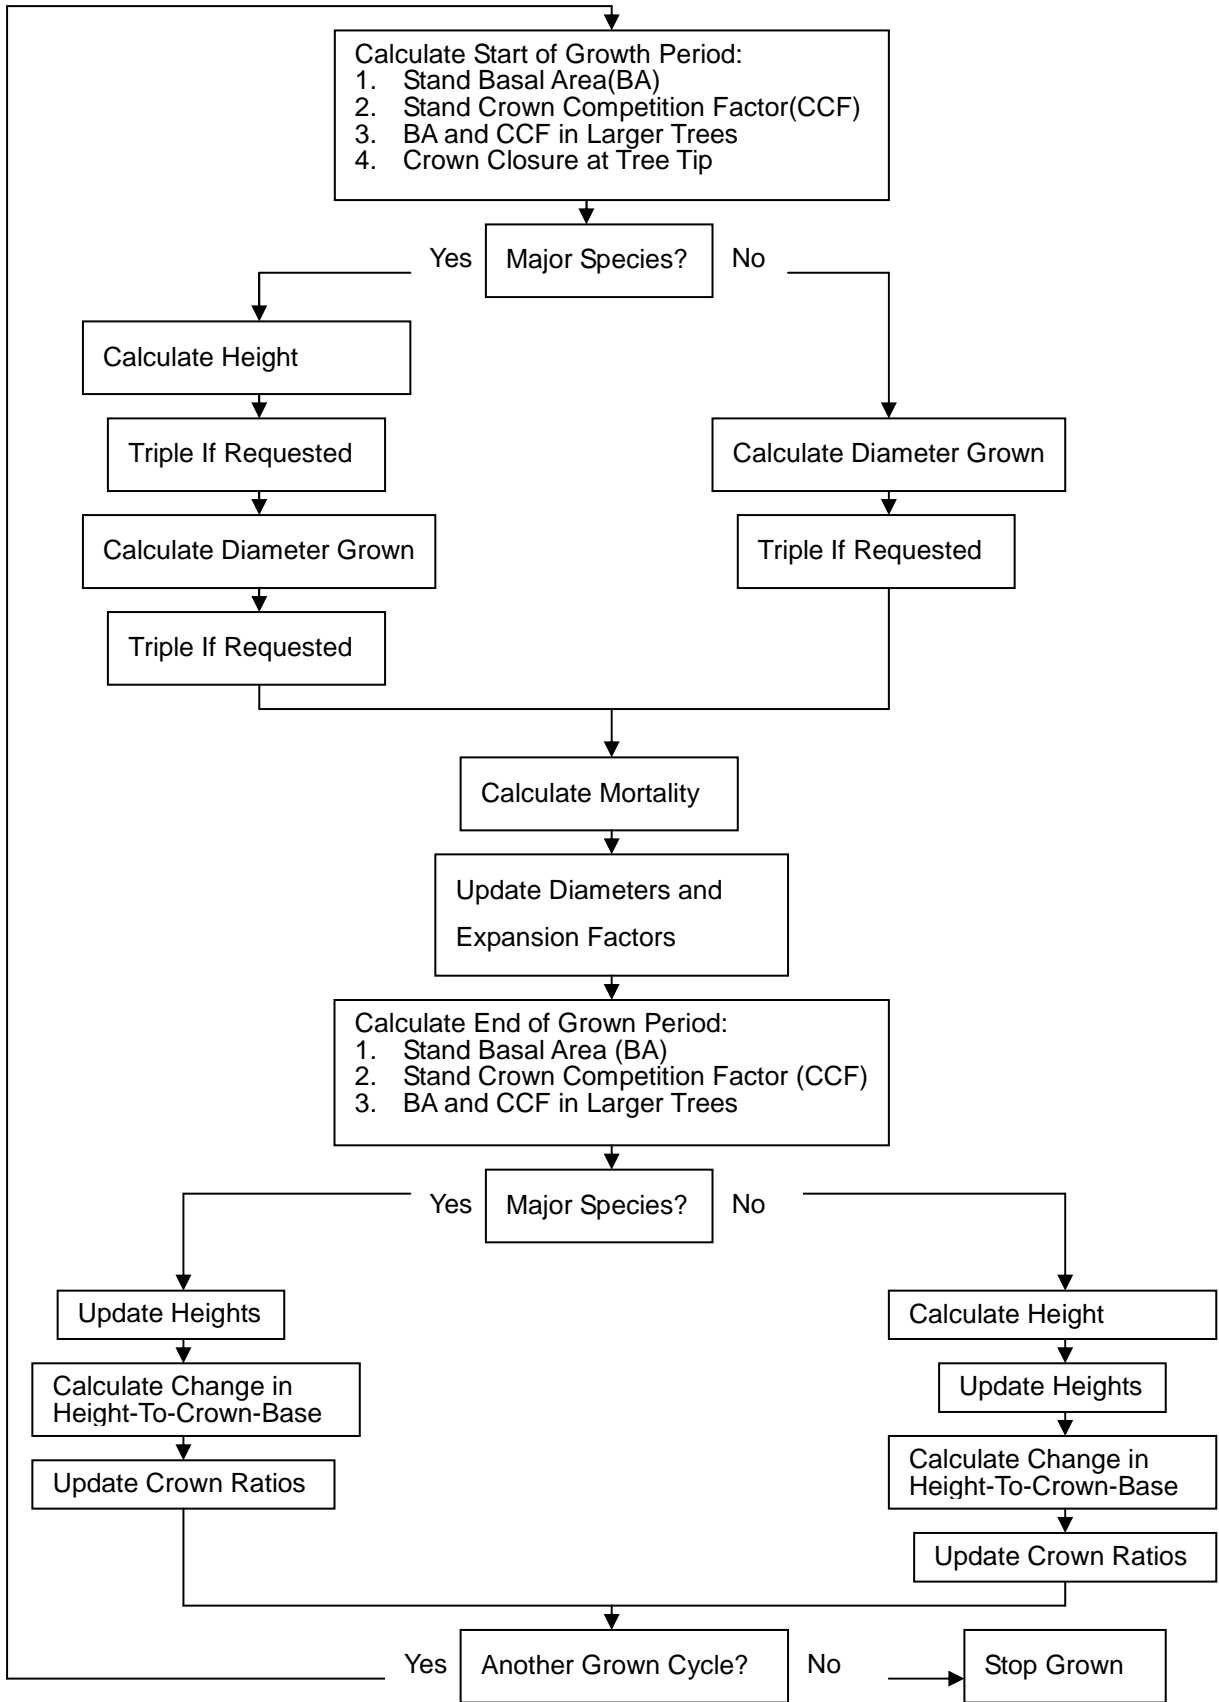 Calculate Start of Growth Period:
1. Stand Basal Area(BA)
2. Stand Crown Competition Factor(CCF)
3. BA and CCF in Larger Trees
4. Crown Closure at Tree Tip
Yes
Major Species?
No
Calculate Height
Triple If Requested
Calculate Diameter Grown
Triple If Requested
Calculate Diameter Grown
Triple If Requested
Calculate Mortality
Update Diameters and
Expansion Factors
Calculate End of Grown Period:
1. Stand Basal Area (BA)
2. Stand Crown Competition Factor (CCF)
3. BA and CCF in Larger Trees
Yes
Major Species?
No
Update Heights
Calculate Change in
Height-To-Crown-Base
Update Crown Ratios
Calculate Height
Update Heights
Calculate Change in
Height-To-Crown-Base
Update Crown Ratios
Yes
Another Grown Cycle?
No
Stop Grown